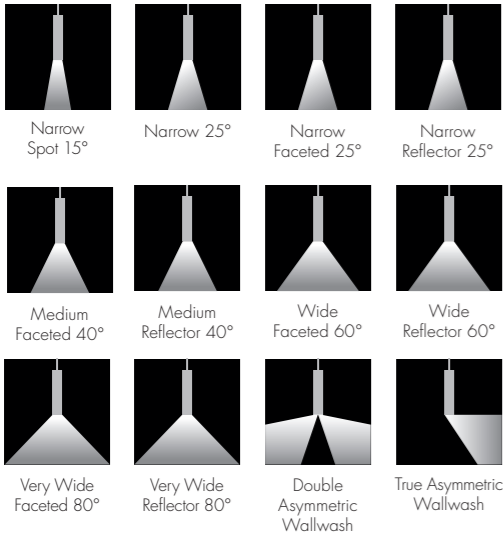 Narrow
Spot 15°
Narrow 25°
Narrow
Faceted 25°
Narrow
Reflector 25°
Medium
Faceted 40°
Medium
Reflector 40°
Wide
Faceted 60°
Wide
Reflector 60°
Very Wide
Faceted 80°
Very Wide
Reflector 80°
Double
Asymmetric
Wallwash
True Asymmetric
Wallwash